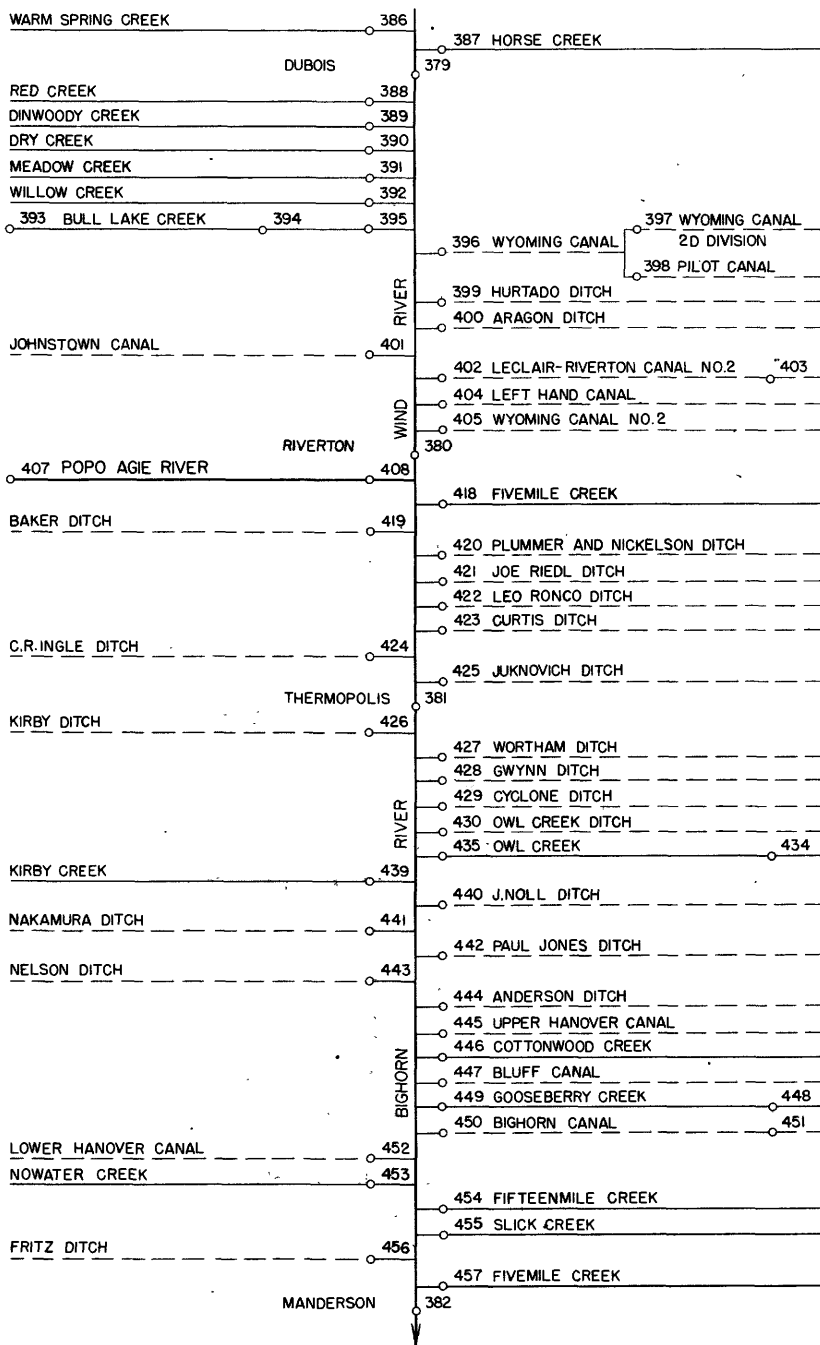 WARM SPRING CREEK 386
387 HORSE CREEK
DUBOIS 379
RED CREEK 388
DINWOODY CREEK 389
DRY CREEK 390
MEADOW CREEK 391
WILLOW CREEK 392
393 BULL LAKE CREEK 394 395
397 WYOMING CANAL
396 WYOMING CANAL 2D DIVISION
398 PILOT CANAL
399 HURTADO DITCH
RIVER
400 ARAGON DITCH
JOHNSTOWN CANAL 401
402 LECLAIR-RIVERTON CANAL NO.2 403
404 LEFT HAND CANAL
WIND
405 WYOMING CANAL NO.2
RIVERTON 380
407 POPO AGIE RIVER 408
418 FIVEMILE CREEK
BAKER DITCH 419
420 PLUMMER AND NICKELSON DITCH
421 JOE RIEDL DITCH
422 LEO RONCO DITCH
423 CURTIS DITCH
C.R.INGLE DITCH 424
425 JUKNOVICH DITCH
THERMOPOLIS 381
KIRBY DITCH 426
427 WORTHAM DITCH
428 GWYNN DITCH
429 CYCLONE DITCH
RIVER
430 OWL CREEK DITCH
435 OWL CREEK 434
KIRBY CREEK 439
440 J.NOLL DITCH
NAKAMURA DITCH 441
442 PAUL JONES DITCH
NELSON DITCH 443
444 ANDERSON DITCH
445 UPPER HANOVER CANAL
446 COTTONWOOD CREEK
447 BLUFF CANAL
BIGHORN
449 GOOSEBERRY CREEK 448
450 BIGHORN CANAL 451
LOWER HANOVER CANAL 452
NOWATER CREEK 453
454 FIFTEENMILE CREEK
455 SLICK CREEK
FRITZ DITCH 456
457 FIVEMILE CREEK
MANDERSON 382